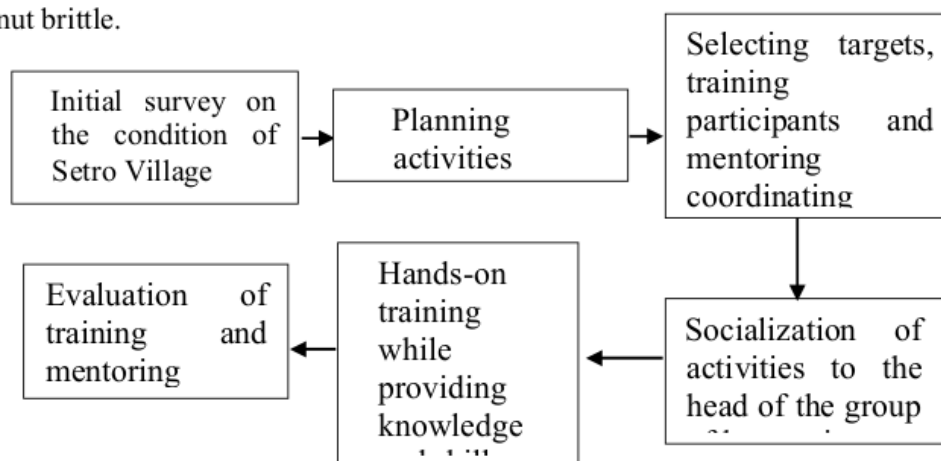 nut brittle.
Initial survey on
the condition of
Setro Village
Planning
activities
Selecting targets,
training
participants and
mentoring
coordinating
Socialization of
activities to the
head of the group
Hands-on
training
while
providing
knowledge
Evaluation of
training and
mentoring